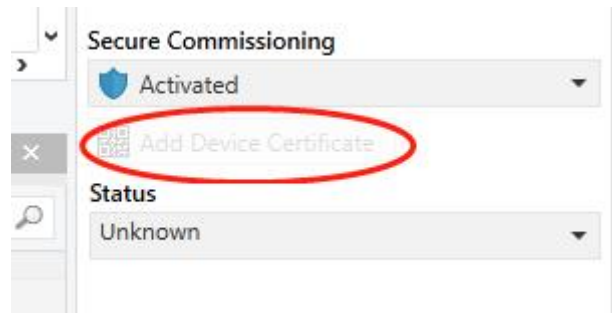 Secure Commissioning
Activated
Add Device Certificate
Status
Unknown